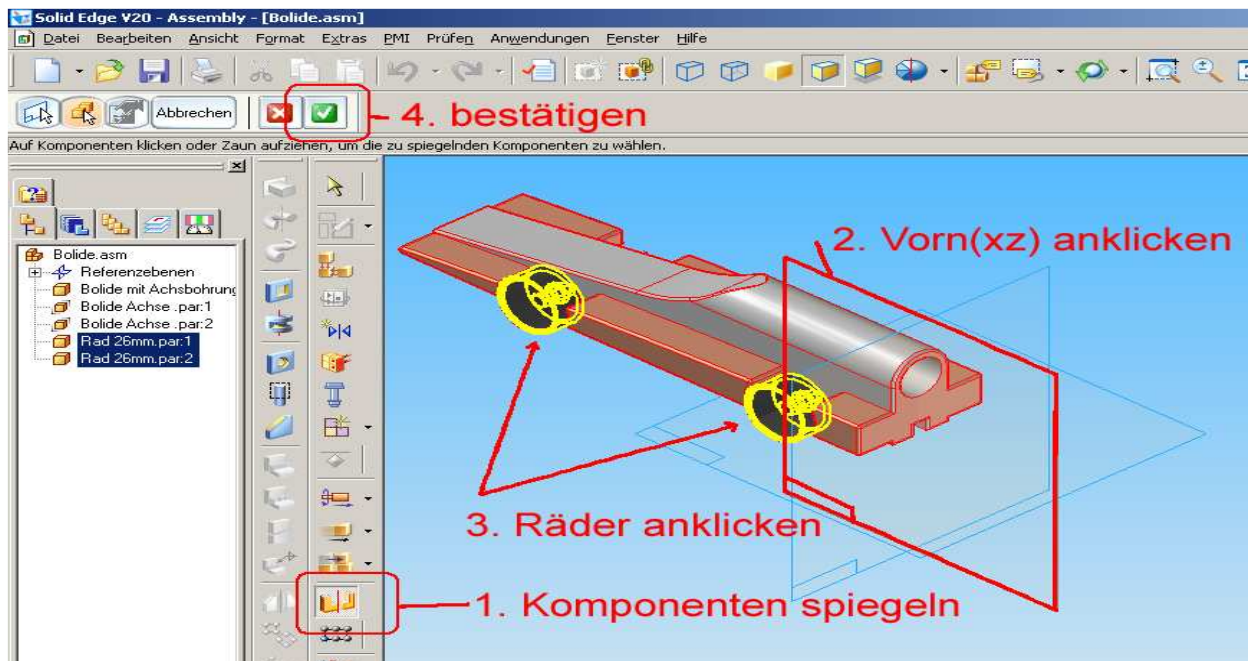 Solid Edge V20 - Assembly - [Bolide.asm]
Datei Bearbeiten Ansicht Format Extras PMI Prüfen Anwendungen Fenster Hilfe
Abbrechen
4. bestätigen
Auf Komponenten klicken oder Zaun aufziehen, um die zu spiegelnden Komponenten zu wählen.
Bolide.asm
Referenzebenen
Bolide mit Achsbohrung
Bolide Achse .par:1
Bolide Achse .par:2
Rad 26mm.par:1
Rad 26mm.par:2
2. Vorn(xz) anklicken
3. Räder anklicken
1. Komponenten spiegeln